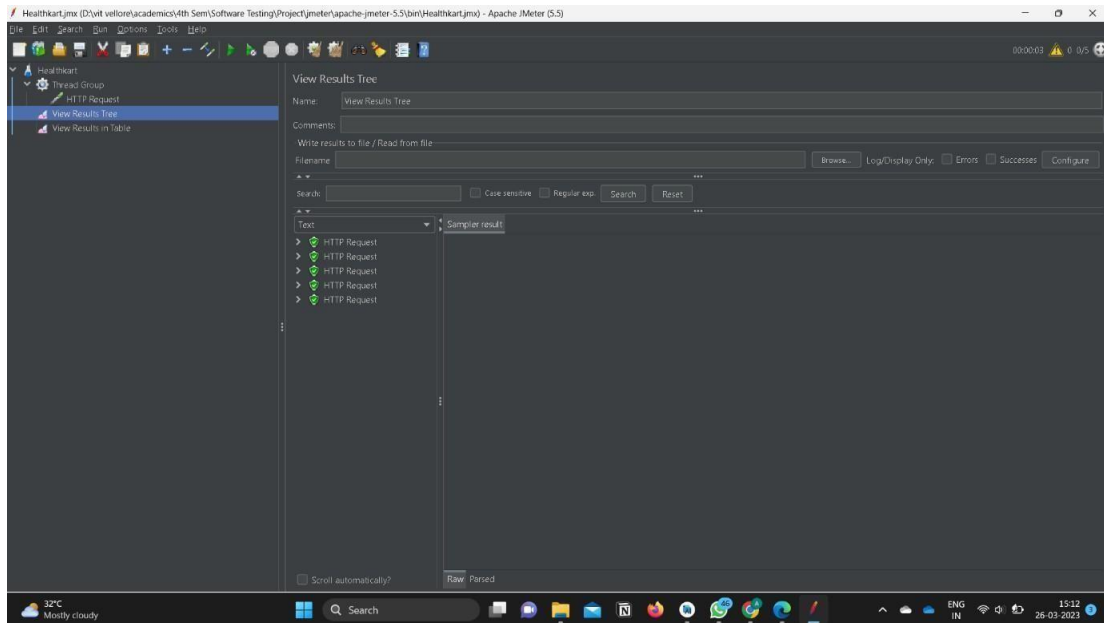 Healthkart.jmx (D:\vit vellore\academics\4th Sem\Software Testing\Project\jmeter\apache-jmeter-5.5\bin\Healthkart.jmx) - Apache JMeter (5.5)
File Edit Search Run Options Tools Help
00:00:03 0 0/5
Healthkart
Thread Group
HTTP Request
View Results Tree
View Results in Table
View Results Tree
Name: View Results Tree
Comments:
Write results to file / Read from file
Filename Browse... Log/Display Only: Errors Successes Configure
Search: Case sensitive Regular exp. Search Reset
Text Sampler result
HTTP Request
HTTP Request
HTTP Request
HTTP Request
HTTP Request
Scroll automatically? Raw Parsed
32°C
Mostly cloudy
Search
46
ENG
IN
15:12
26-03-2023
3